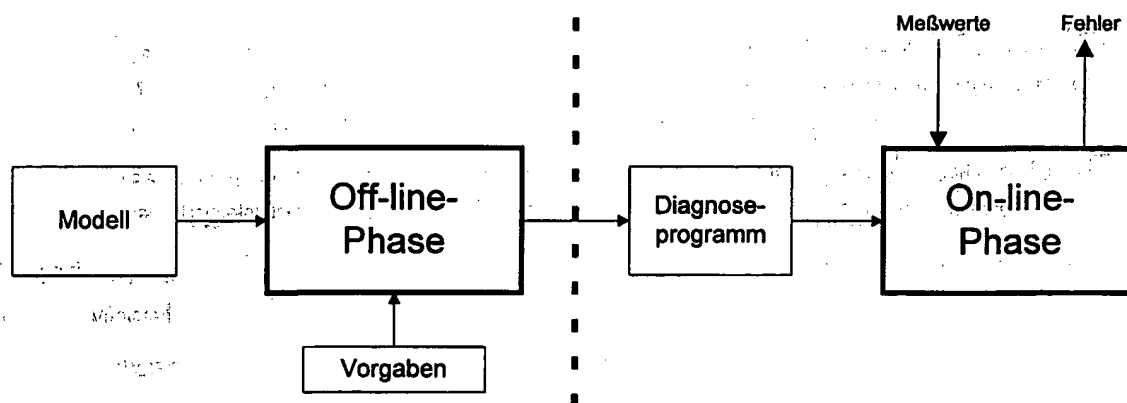 Meßwerte
Fehler
Modell
Off-line-
Phase
Diagnose-
programm
On-line-
Phase
Vorgaben